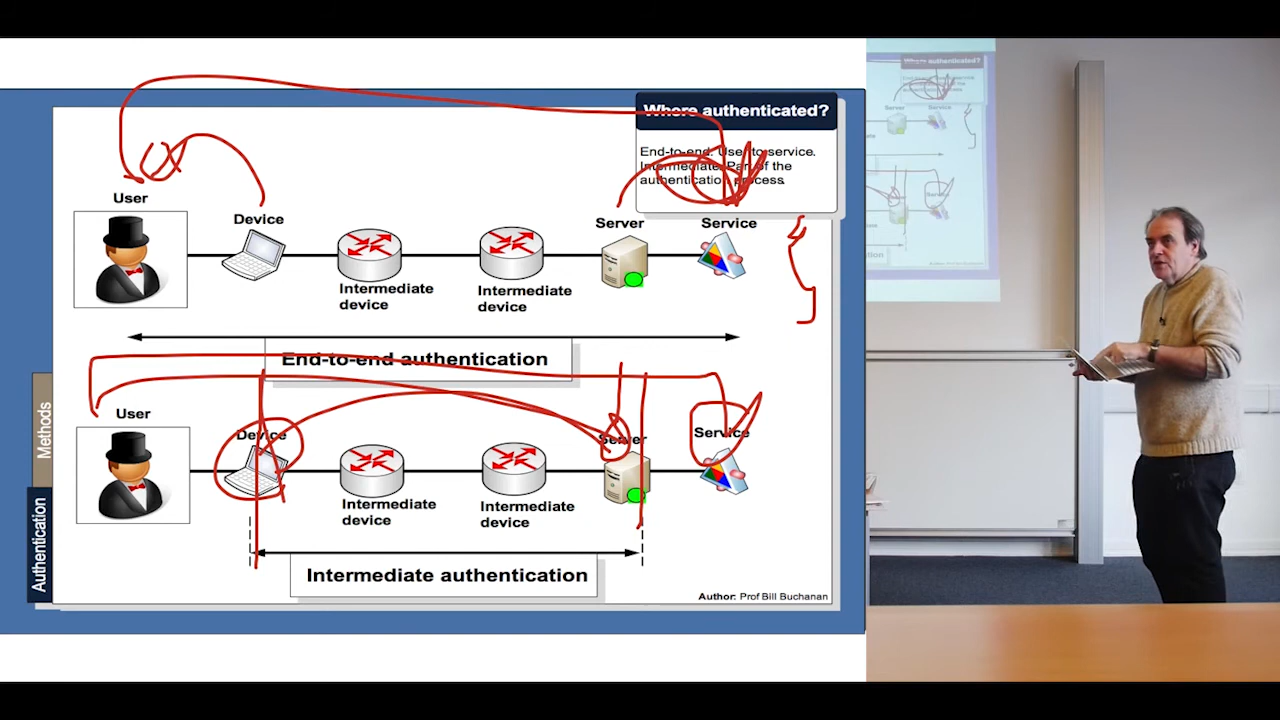 Where authenticated?
End-to-end. User to service.
Intermediate. Part of the
authentication process.
User
Device
Intermediate
device
Intermediate
device
Server
Service
End-to-end authentication
User
Device
Intermediate
device
Intermediate
device
Server
Service
Intermediate authentication
Author: Prof Bill Buchanan
Methods
Authentication